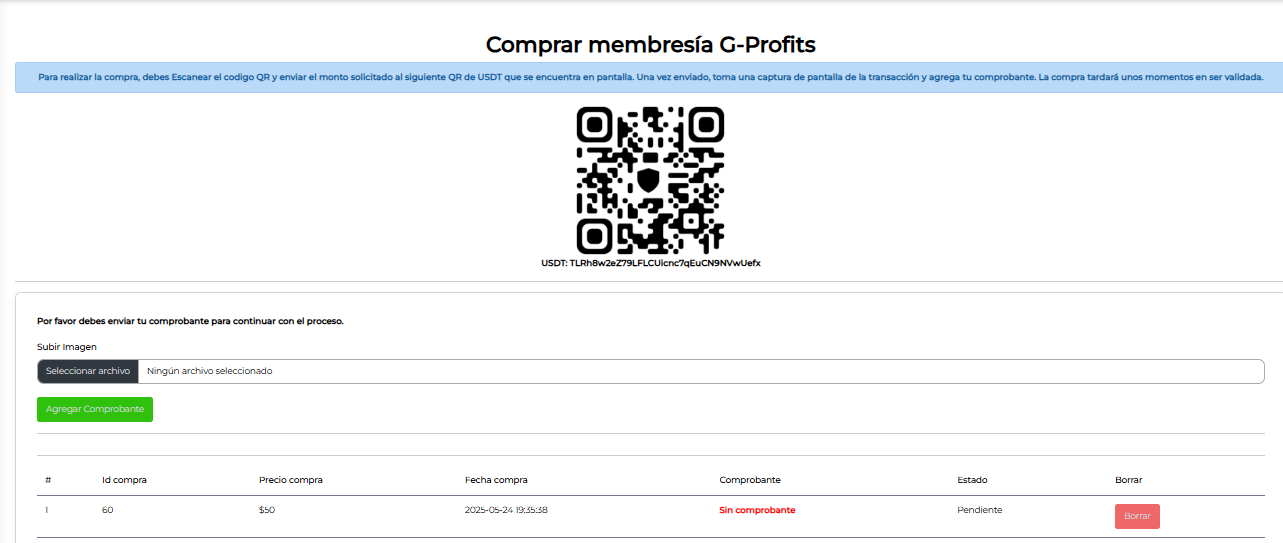 Comprar membresía G-Profits
Para realizar la compra, debes Escanear el codigo QR y enviar el monto solicitado al siguiente QR de USDT que se encuentra en pantalla. Una vez enviado, toma una captura de pantalla de la transacción y agrega tu comprobante. La compra tardará unos momentos en ser validada.
USDT: TLRh8w2eZ79LFLCUicnc7qEuCN9NVwUefx
Por favor debes enviar tu comprobante para continuar con el proceso.
Subir Imagen
Seleccionar archivo Ningún archivo seleccionado
Agregar Comprobante
# Id compra Precio compra Fecha compra Comprobante Estado Borrar
1 60 $50 2025-05-24 19:35:38 Sin comprobante Pendiente Borrar